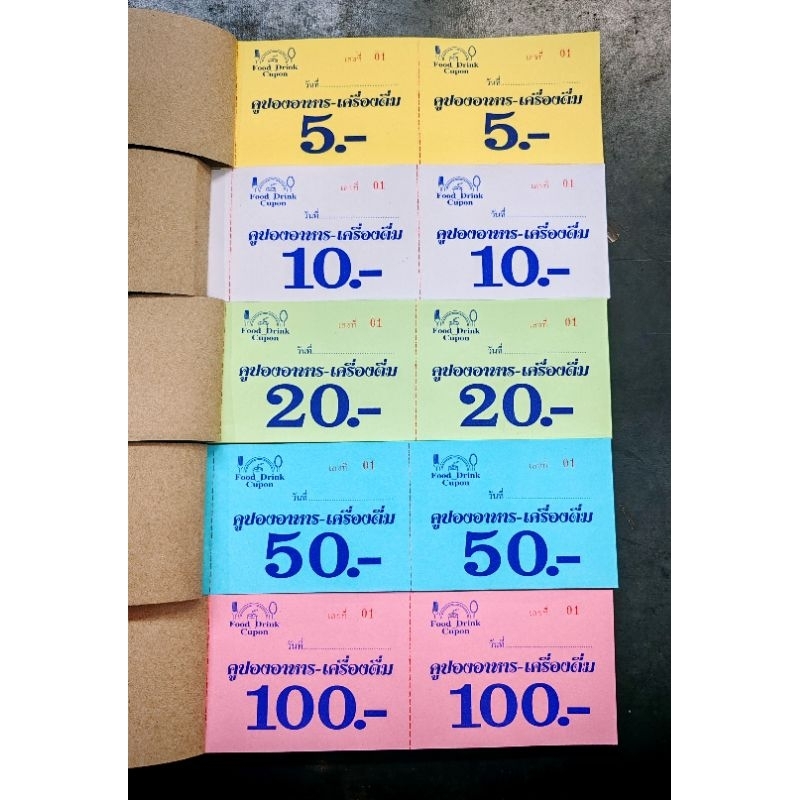 Food Drink
Cupon
เลขที่ 01
วันที่
คูปองอาหาร-เครื่องดื่ม
5.-
Food Drink
Cupon
เลขที่ 01
วันที่
คูปองอาหาร-เครื่องดื่ม
5.-
Food Drink
Cupon
เลขที่ 01
วันที่
คูปองอาหาร-เครื่องดื่ม
10.-
Food Drink
Cupon
เลขที่ 01
วันที่
คูปองอาหาร-เครื่องดื่ม
10.-
Food Drink
Cupon
เลขที่ 01
วันที่
คูปองอาหาร-เครื่องดื่ม
20.-
Food Drink
Cupon
เลขที่ 01
วันที่
คูปองอาหาร-เครื่องดื่ม
20.-
Food Drink
Cupon
เลขที่ 01
วันที่
คูปองอาหาร-เครื่องดื่ม
50.-
Food Drink
Cupon
เลขที่ 01
วันที่
คูปองอาหาร-เครื่องดื่ม
50.-
Food Drink
Cupon
เลขที่ 01
วันที่
คูปองอาหาร-เครื่องดื่ม
100.-
Food Drink
Cupon
เลขที่ 01
วันที่
คูปองอาหาร-เครื่องดื่ม
100.-